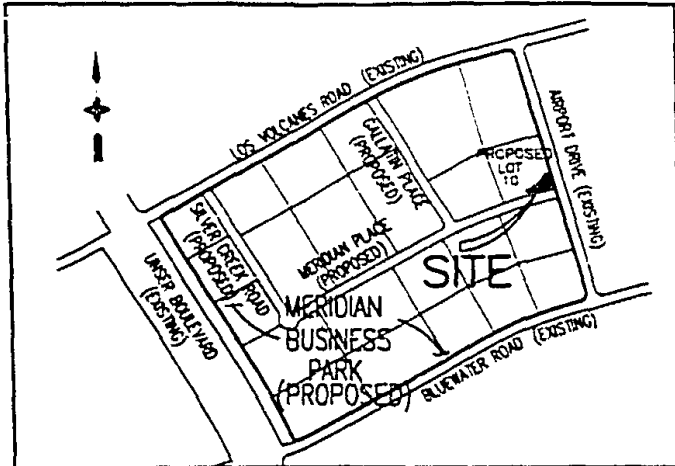 LOS VOLCANES ROAD (EXISTING)
AIRPORT DRIVE (EXISTING)
GALLATIN PLACE
(PROPOSED)
PROPOSED
LOT
10
SILVER CREEK ROAD
(PROPOSED)
MERIDIAN PLACE
(PROPOSED)
SITE
UNSER BOULEVARD
(EXISTING)
MERIDIAN
BUSINESS
PARK
(PROPOSED)
BLUEWATER ROAD (EXISTING)